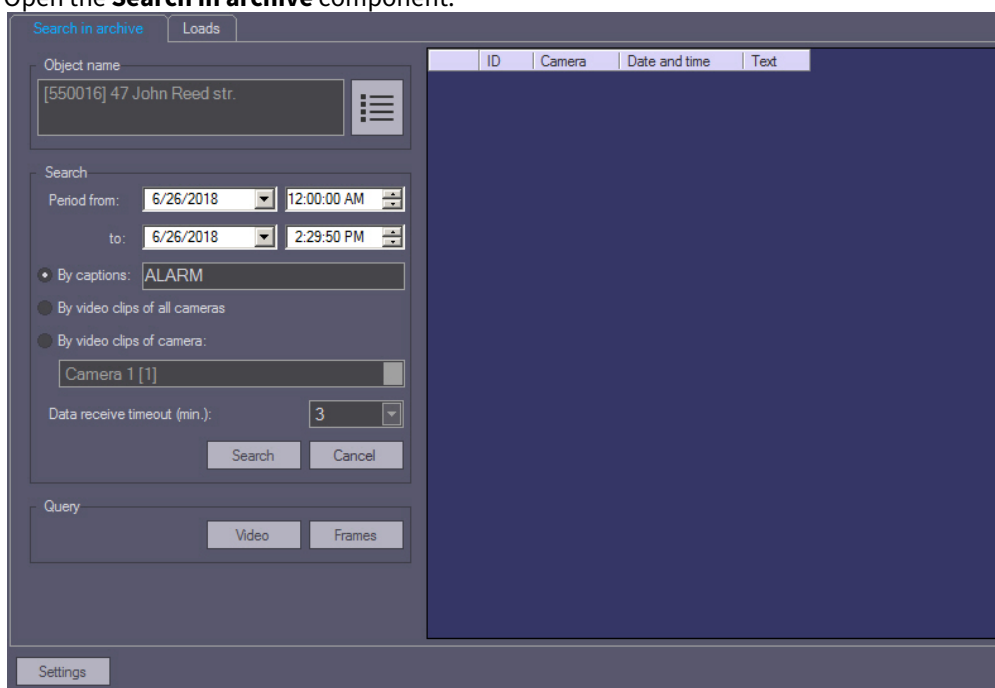 Open the Search in archive component.
Search in archive Loads
Object name
[550016] 47 John Reed str.
ID Camera Date and time Text
Search
Period from: 6/26/2018 12:00:00 AM
to: 6/26/2018 2:29:50 PM
By captions: ALARM
By video clips of all cameras
By video clips of camera:
Camera 1 [1]
Data receive timeout (min.): 3
Search Cancel
Query
Video Frames
Settings